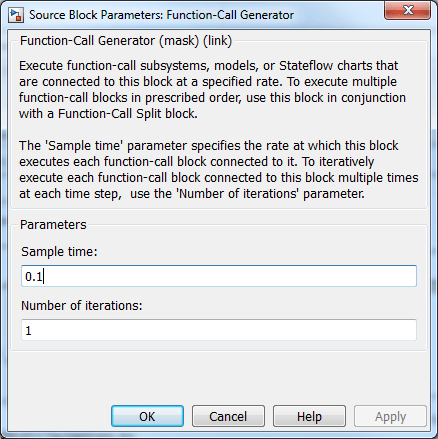 Source Block Parameters: Function-Call Generator
Function-Call Generator (mask) (link)
Execute function-call subsystems, models, or Stateflow charts that
are connected to this block at a specified rate. To execute multiple
function-call blocks in prescribed order, use this block in conjunction
with a Function-Call Split block.
The 'Sample time' parameter specifies the rate at which this block
executes each function-call block connected to it. To iteratively
execute each function-call block connected to this block multiple times
at each time step,  use the 'Number of iterations' parameter.
Parameters
Sample time:
0.1
Number of iterations:
1
OK Cancel Help Apply